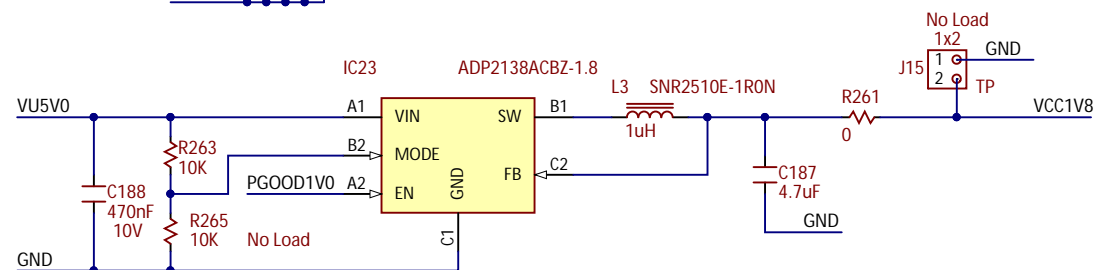 No Load
1x2
J15
1
GND
2
TP
IC23
ADP2138ACBZ-1.8
L3
SNR2510E-1R0N
R261
VU5V0
A1
VIN
SW
B1
1uH
0
VCC1V8
R263
10K
B2
MODE
C2
FB
C188
470nF
10V
PGOOD1V0
A2
EN
GND
C187
4.7uF
R265
10K
No Load
C1
GND
GND